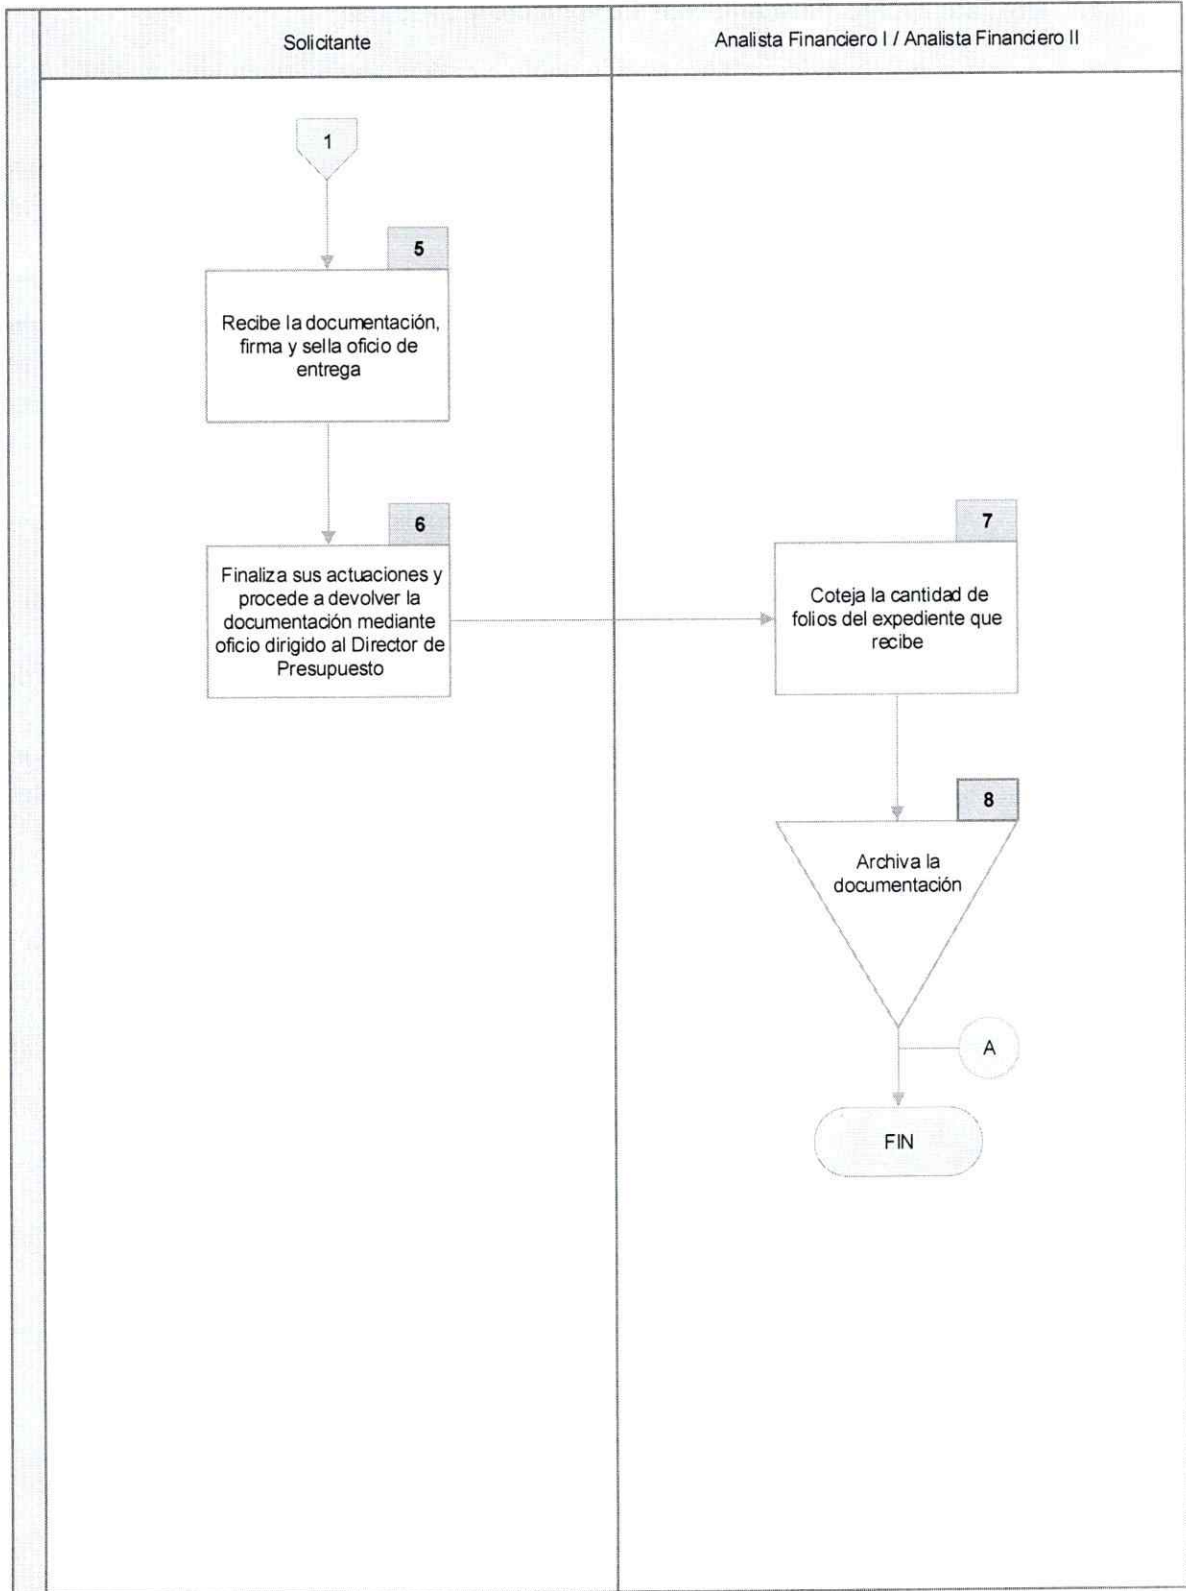 Solicitante
Analista Financiero I / Analista Financiero II
1
5
Recibe la documentación,
firma y sella oficio de
entrega
6
Finaliza sus actuaciones y
procede a devolver la
documentación mediante
oficio dirigido al Director de
Presupuesto
7
Coteja la cantidad de
folios del expediente que
recibe
8
Archiva la
documentación
A
FIN